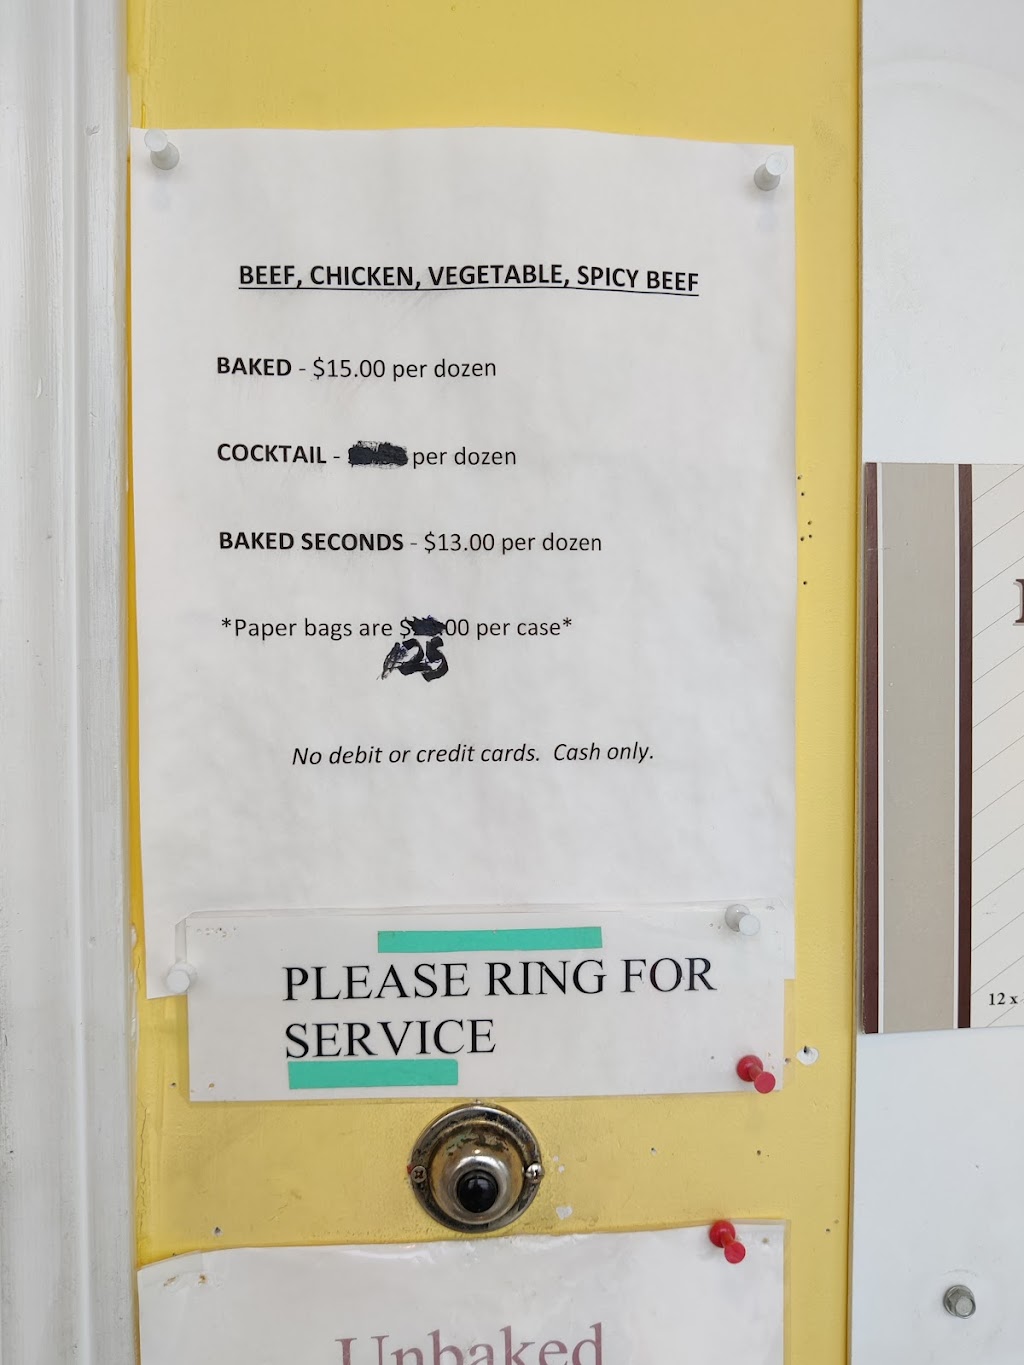 BEEF, CHICKEN, VEGETABLE, SPICY BEEF
BAKED - $15.00 per dozen
COCKTAIL - per dozen
BAKED SECONDS - $13.00 per dozen
*Paper bags are $ 00 per case*
25
No debit or credit cards.  Cash only.
PLEASE RING FOR
SERVICE
12 x
Unbaked